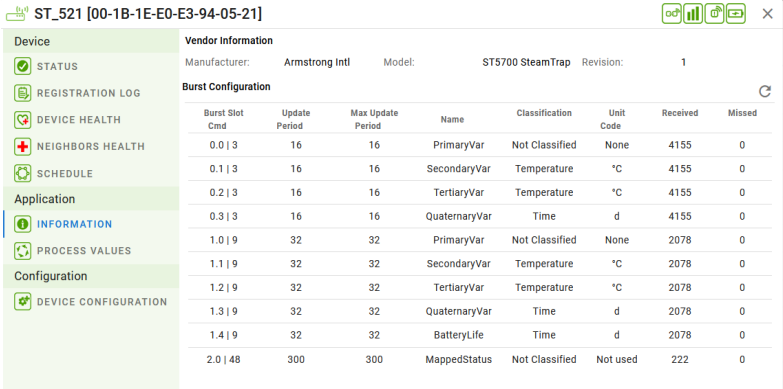 ST_521 [00-1B-1E-E0-E3-94-05-21]
Device
STATUS
REGISTRATION LOG
DEVICE HEALTH
NEIGHBORS HEALTH
SCHEDULE
Application
INFORMATION
PROCESS VALUES
Configuration
DEVICE CONFIGURATION
Vendor Information
Manufacturer: Armstrong Intl Model: ST5700 SteamTrap Revision: 1
Burst Configuration
Burst Slot Cmd Update Period Max Update Period Name Classification Unit Code Received Missed
0.0 | 3 16 16 PrimaryVar Not Classified None 4155 0
0.1 | 3 16 16 SecondaryVar Temperature °C 4155 0
0.2 | 3 16 16 TertiaryVar Temperature °C 4155 0
0.3 | 3 16 16 QuaternaryVar Time d 4155 0
1.0 | 9 32 32 PrimaryVar Not Classified None 2078 0
1.1 | 9 32 32 SecondaryVar Temperature °C 2078 0
1.2 | 9 32 32 TertiaryVar Temperature °C 2078 0
1.3 | 9 32 32 QuaternaryVar Time d 2078 0
1.4 | 9 32 32 BatteryLife Time d 2078 0
2.0 | 48 300 300 MappedStatus Not Classified Not used 222 0